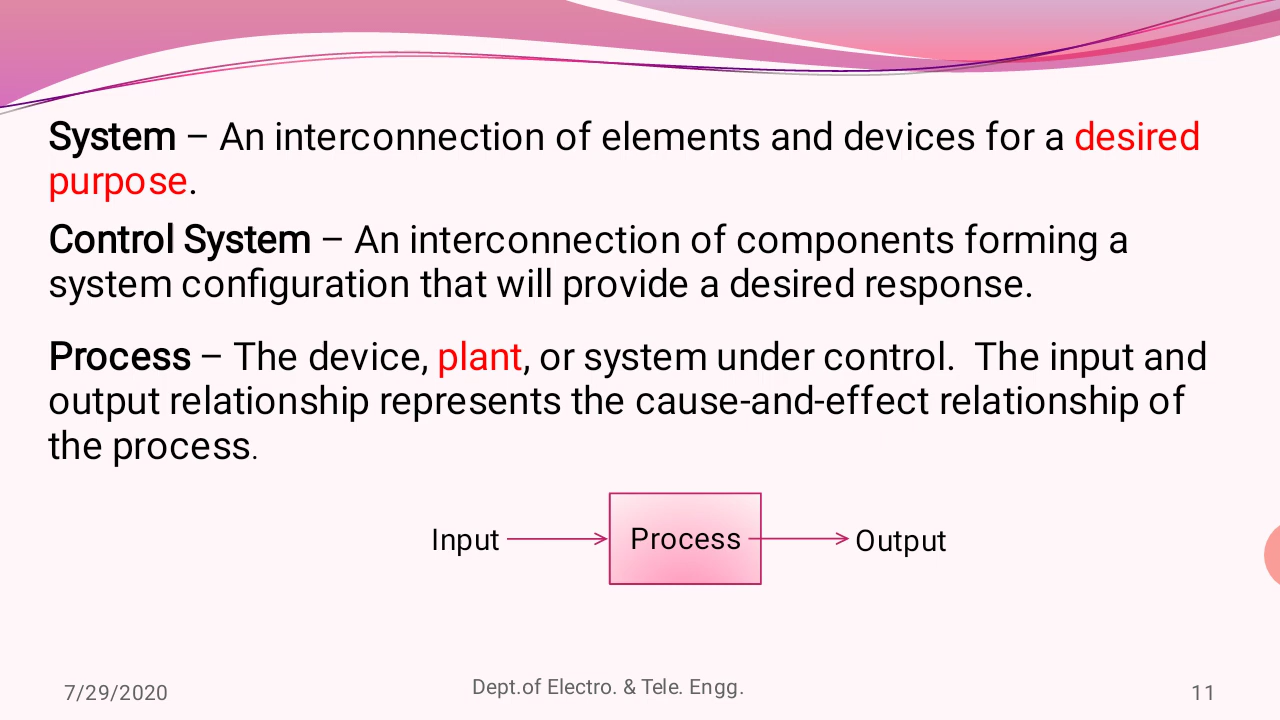 System – An interconnection of elements and devices for a desired
purpose.
Control System – An interconnection of components forming a
system configuration that will provide a desired response.
Process – The device, plant, or system under control.  The input and
output relationship represents the cause-and-effect relationship of
the process.
Input
Process
Output
7/29/2020
Dept.of Electro. & Tele. Engg.
11